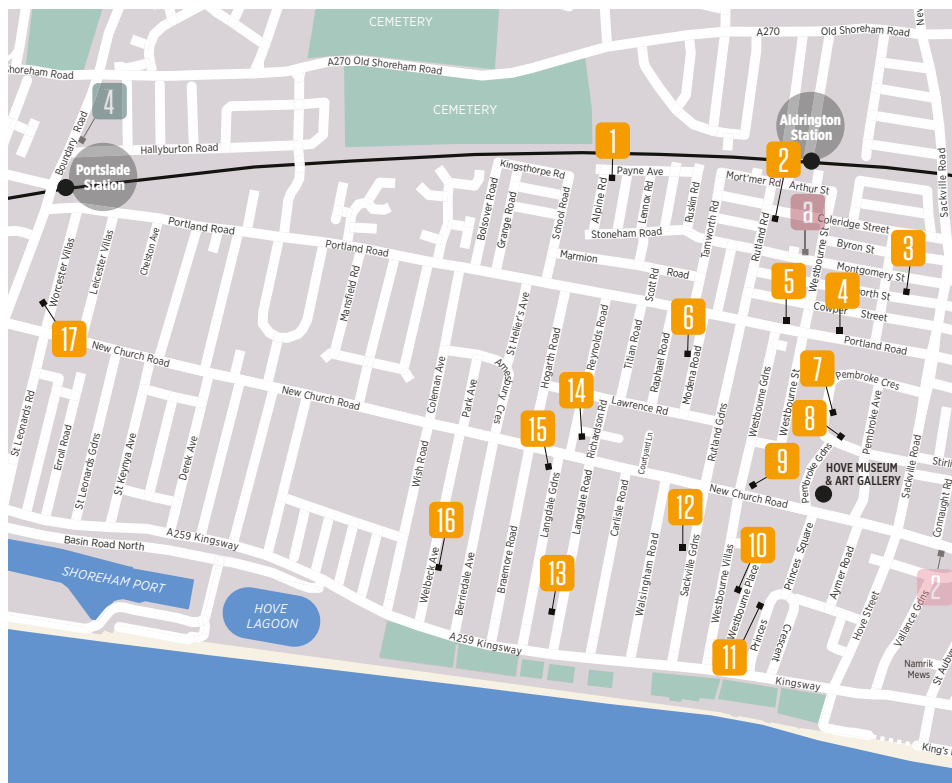 CEMETERY
A270
Old Shoreham Road
Shoreham Road
A270 Old Shoreham Road
CEMETERY
4
Boundary Road
Hallyburton Road
Aldrington
Station
1
2
Portslade
Station
Kingsthorpe Rd
Payne Ave
Mort'mer Rd
Arthur St
Sackville Road
Bolsover Road
Grange Road
School Road
Alpine Rd
Lennox Rd
Ruskin Rd
Tamworth Rd
Rutland Rd
a
Coleridge Street
Portland Road
Stoneham Road
Westbourne St
Byron St
3
Worcester Villas
Leicester Villas
Chelston Ave
Portland Road
Marmion
Road
Montgomery St
Mansfield Rd
Scott Rd
5
4
orth St
Cowper
Street
17
6
St Helier's Ave
Hogarth Road
Reynolds Road
Titian Road
Raphael Road
Modena Road
Portland Road
New Church Road
Coleman Ave
Park Ave
Amesbury Cres
14
Lawrence Rd
Westbourne Gdns
Westbourne St
7
Pembroke Cres
New Church Road
St Leonards Rd
Erroll Road
St Leonards Gdns
St Keynya Ave
Derek Ave
Wish Road
15
Richardson Rd
Courtyard Ln
Rutland Gdns
8
Pembroke Ave
Pembroke Gdns
9
HOVE MUSEUM
& ART GALLERY
Sackville Road
Stirli
Connaught Rd
Langdale Gdns
Langdale Road
Carlisle Road
New Church Road
A259 Kingsway
Basin Road North
16
12
Welbeck Ave
Berriedale Ave
Braemore Road
Walsingham Road
Sackville Gdns
10
Princes Square
Aymer Road
SHOREHAM PORT
13
Westbourne Villas
Westbourne Place
2
HOVE
LAGOON
11
Princes
Crescent
Hove Street
Vallance Gdns
St Aubyn
A259 Kingsway
Namrik
Mews
Kingsway
King's